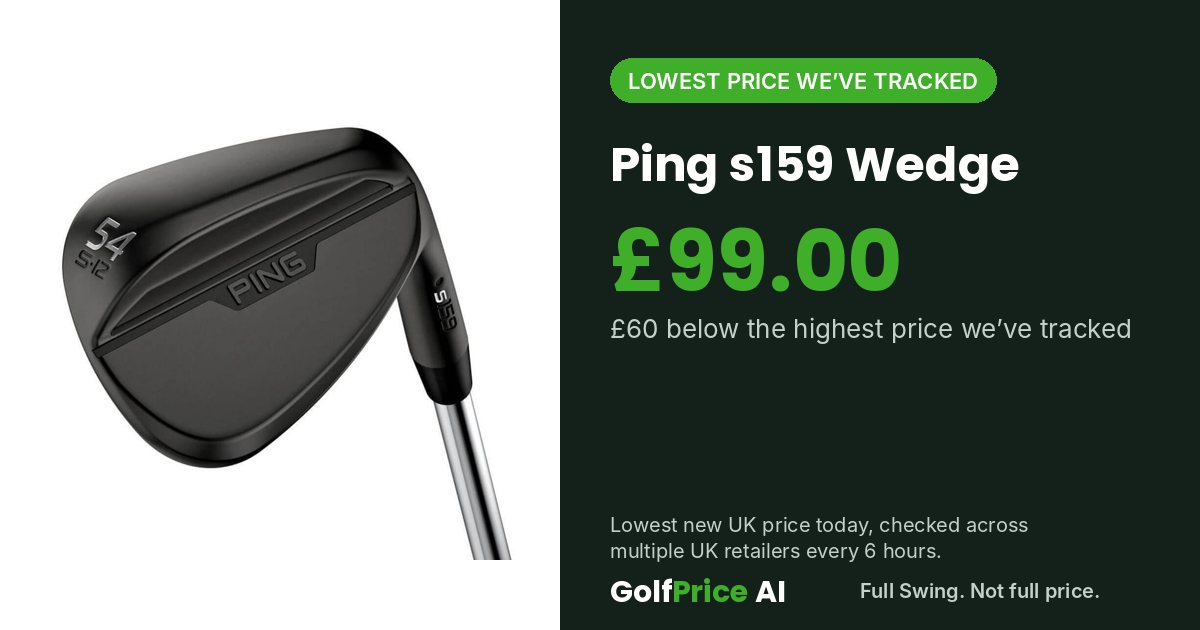 LOWEST PRICE WE’VE TRACKED
Ping s159 Wedge
£99.00
£60 below the highest price we’ve tracked
54
S·12
PING
s159
Lowest new UK price today, checked across
multiple UK retailers every 6 hours.
GolfPrice AI
Full Swing. Not full price.